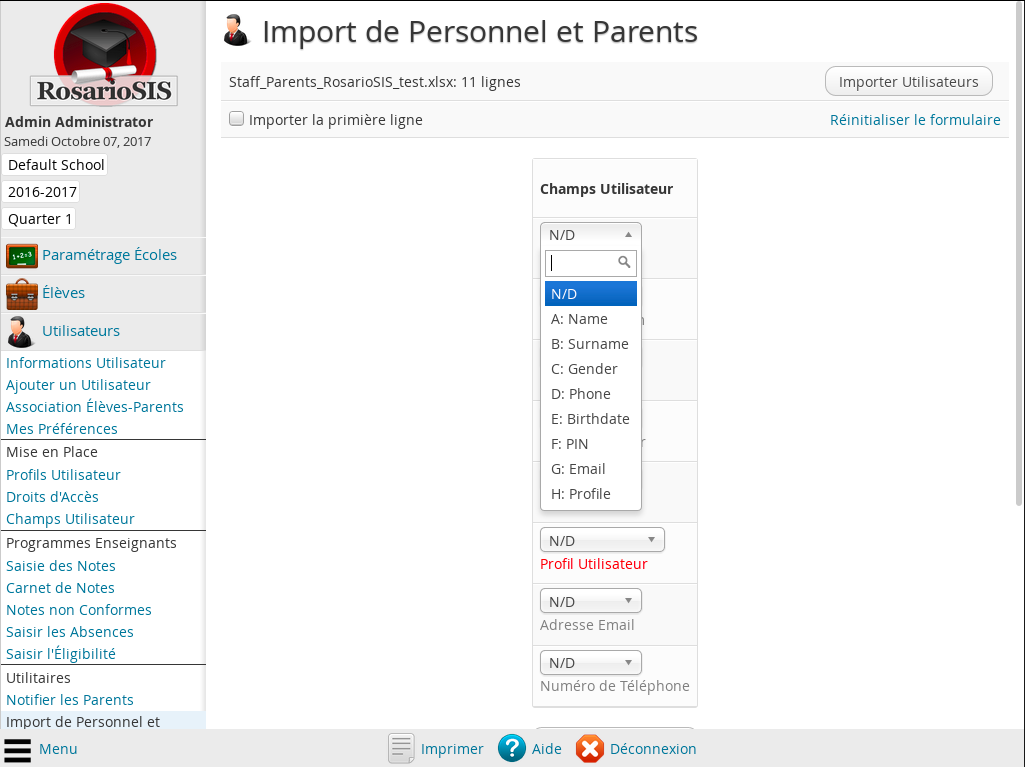 RosarioSIS
Admin Administrator
Samedi Octobre 07, 2017
Default School
2016-2017
Quarter 1
Paramétrage Écoles
Élèves
Utilisateurs
Informations Utilisateur
Ajouter un Utilisateur
Association Élèves-Parents
Mes Préférences
Mise en Place
Profils Utilisateur
Droits d'Accès
Champs Utilisateur
Programmes Enseignants
Saisie des Notes
Carnet de Notes
Notes non Conformes
Saisir les Absences
Saisir l'Éligibilité
Utilitaires
Notifier les Parents
Import de Personnel et
Import de Personnel et Parents
Staff_Parents_RosarioSIS_test.xlsx: 11 lignes
Importer Utilisateurs
Importer la primière ligne
Réinitialiser le formulaire
Champs Utilisateur
N/D
N/D
A: Name
B: Surname
C: Gender
D: Phone
E: Birthdate
F: PIN
G: Email
H: Profile
N/D
Profil Utilisateur
N/D
Adresse Email
N/D
Numéro de Téléphone
Menu
Imprimer
Aide
Déconnexion